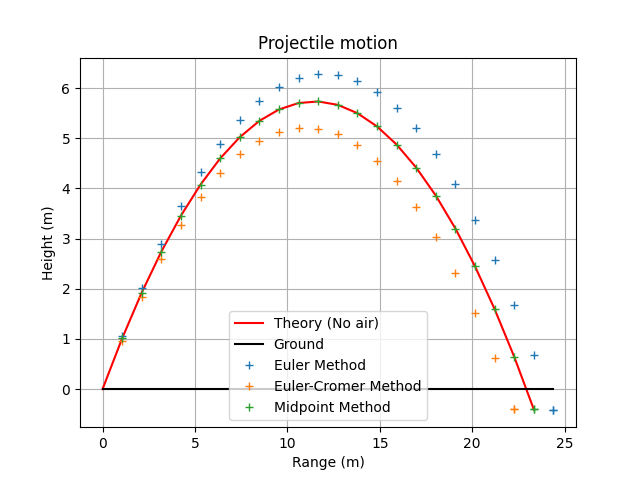 Projectile motion
Height (m)
6
5
4
3
2
1
0
Theory (No air)
Ground
Euler Method
Euler-Cromer Method
Midpoint Method
0 5 10 15 20 25
Range (m)